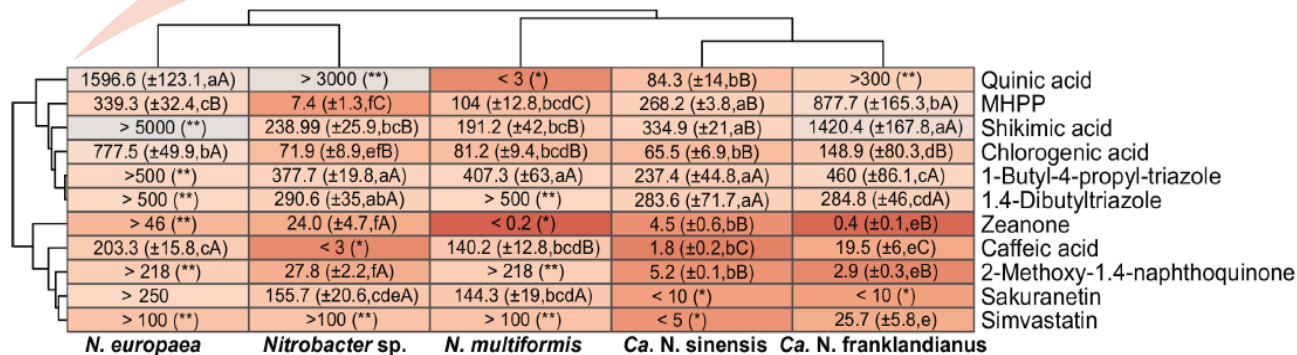 1596.6 (±123.1,aA) > 3000 (**) < 3 (*) 84.3 (±14,bB) >300 (**) Quinic acid
339.3 (±32.4,cB) 7.4 (±1.3,fC) 104 (±12.8,bcdC) 268.2 (±3.8,aB) 877.7 (±165.3,bA) MHPP
> 5000 (**) 238.99 (±25.9,bcB) 191.2 (±42,bcB) 334.9 (±21,aB) 1420.4 (±167.8,aA) Shikimic acid
777.5 (±49.9,bA) 71.9 (±8.9,efB) 81.2 (±9.4,bcdB) 65.5 (±6.9,bB) 148.9 (±80.3,dB) Chlorogenic acid
>500 (**) 377.7 (±19.8,aA) 407.3 (±63,aA) 237.4 (±44.8,aA) 460 (±86.1,cA) 1-Butyl-4-propyl-triazole
> 500 (**) 290.6 (±35,abA) > 500 (**) 283.6 (±71.7,aA) 284.8 (±46,cdA) 1.4-Dibutyltriazole
> 46 (**) 24.0 (±4.7,fA) < 0.2 (*) 4.5 (±0.6,bB) 0.4 (±0.1,eB) Zeanone
203.3 (±15.8,cA) < 3 (*) 140.2 (±12.8,bcdB) 1.8 (±0.2,bC) 19.5 (±6,eC) Caffeic acid
> 218 (**) 27.8 (±2.2,fA) > 218 (**) 5.2 (±0.1,bB) 2.9 (±0.3,eB) 2-Methoxy-1.4-naphthoquinone
> 250 155.7 (±20.6,cdeA) 144.3 (±19,bcdA) < 10 (*) < 10 (*) Sakuranetin
> 100 (**) >100 (**) > 100 (**) < 5 (*) 25.7 (±5.8,e) Simvastatin
N. europaea Nitrobacter sp. N. multiformis Ca. N. sinensis Ca. N. franklandianus